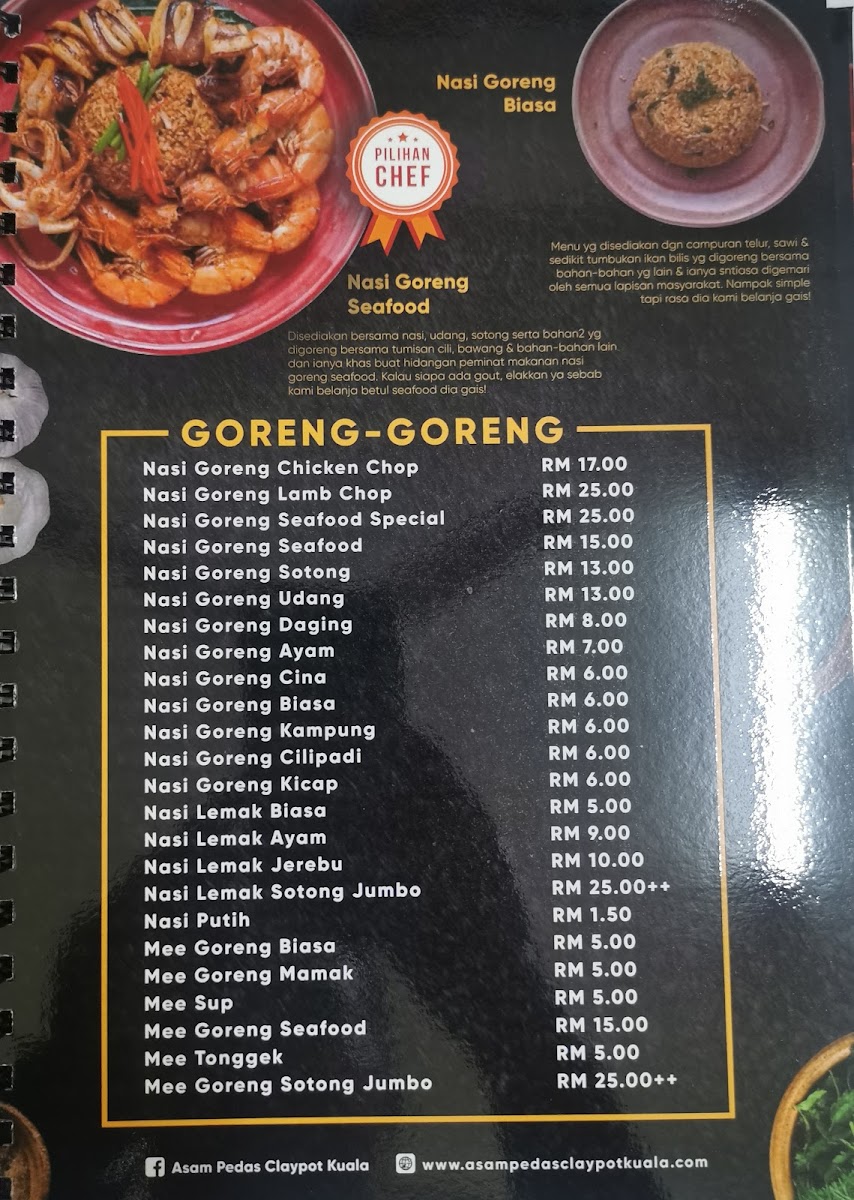 Nasi Goreng
Biasa
PILIHAN
CHEF
Menu yg disediakan dgn campuran telur, sawi &
sedikit tumbukan ikan bilis yg digoreng bersama
bahan-bahan yg lain & ianya sntiasa digemari
oleh semua lapisan masyarakat. Nampak simple
tapi rasa dia kami belanja gais!
Nasi Goreng
Seafood
Disediakan bersama nasi, udang, sotong serta bahan2 yg
digoreng bersama tumisan cili, bawang & bahan-bahan lain
dan ianya khas buat hidangan peminat makanan nasi
goreng seafood. Kalau siapa ada gout, elakkan ya sebab
kami belanja betul seafood dia gais!
GORENG-GORENG
Nasi Goreng Chicken Chop RM 17.00
Nasi Goreng Lamb Chop RM 25.00
Nasi Goreng Seafood Special RM 25.00
Nasi Goreng Seafood RM 15.00
Nasi Goreng Sotong RM 13.00
Nasi Goreng Udang RM 13.00
Nasi Goreng Daging RM 8.00
Nasi Goreng Ayam RM 7.00
Nasi Goreng Cina RM 6.00
Nasi Goreng Biasa RM 6.00
Nasi Goreng Kampung RM 6.00
Nasi Goreng Cilipadi RM 6.00
Nasi Goreng Kicap RM 6.00
Nasi Lemak Biasa RM 5.00
Nasi Lemak Ayam RM 9.00
Nasi Lemak Jerebu RM 10.00
Nasi Lemak Sotong Jumbo RM 25.00++
Nasi Putih RM 1.50
Mee Goreng Biasa RM 5.00
Mee Goreng Mamak RM 5.00
Mee Sup RM 5.00
Mee Goreng Seafood RM 15.00
Mee Tonggek RM 5.00
Mee Goreng Sotong Jumbo RM 25.00++
Asam Pedas Claypot Kuala www.asampedasclaypotkuala.com